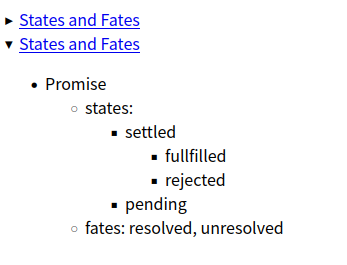 States and Fates
States and Fates
Promise
states:
settled
fullfilled
rejected
pending
fates: resolved, unresolved